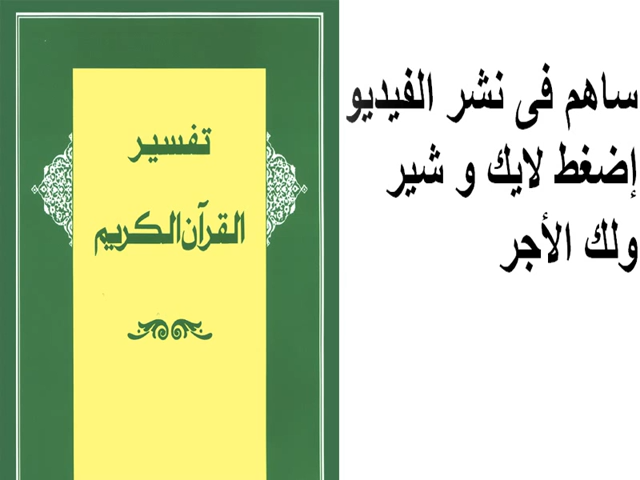 ساهم فى نشر الفيديو
إضغط لايك و شير
ولك الأجر
تفسير
القرآن الكريم